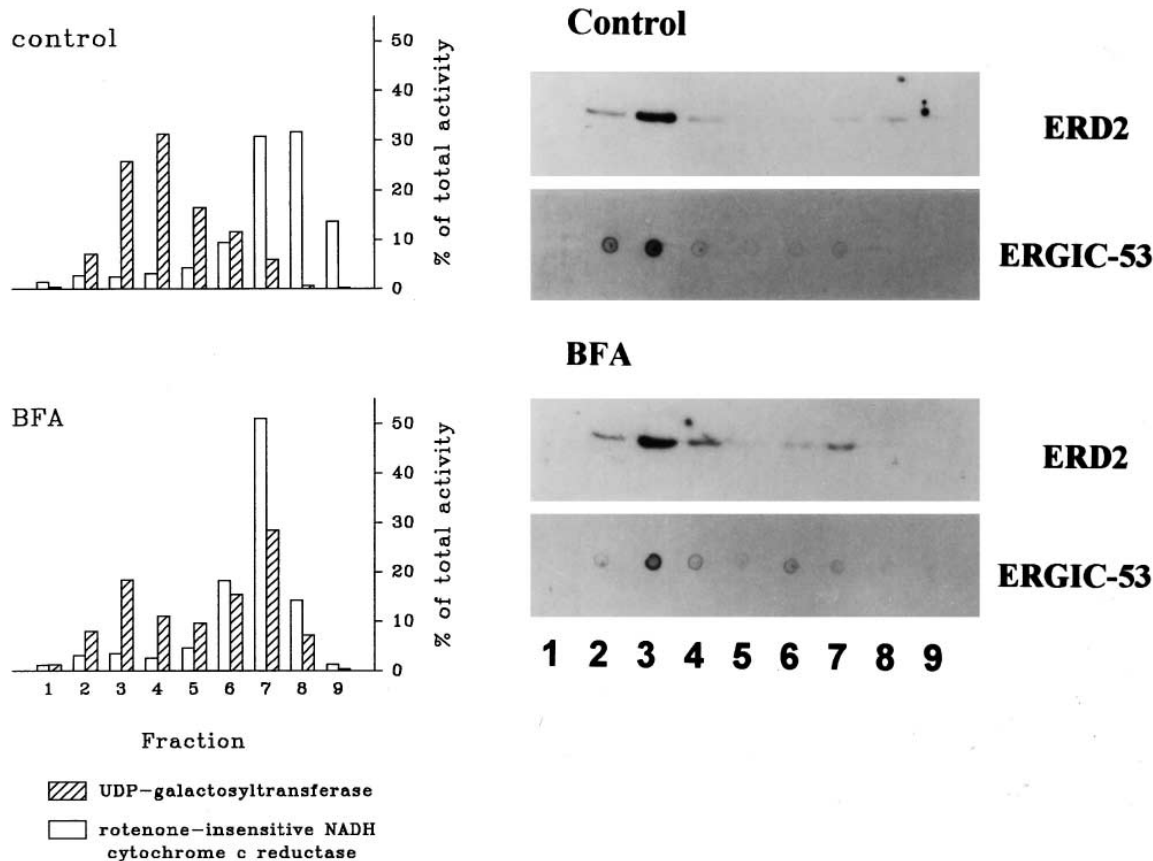 control
50
40
30
20
10
0
% of total activity
BFA
50
40
30
20
10
0
% of total activity
1 2 3 4 5 6 7 8 9
Fraction
UDP-galactosyltransferase
rotenone-insensitive NADH
cytochrome c reductase
Control
ERD2
ERGIC-53
BFA
ERD2
ERGIC-53
1 2 3 4 5 6 7 8 9